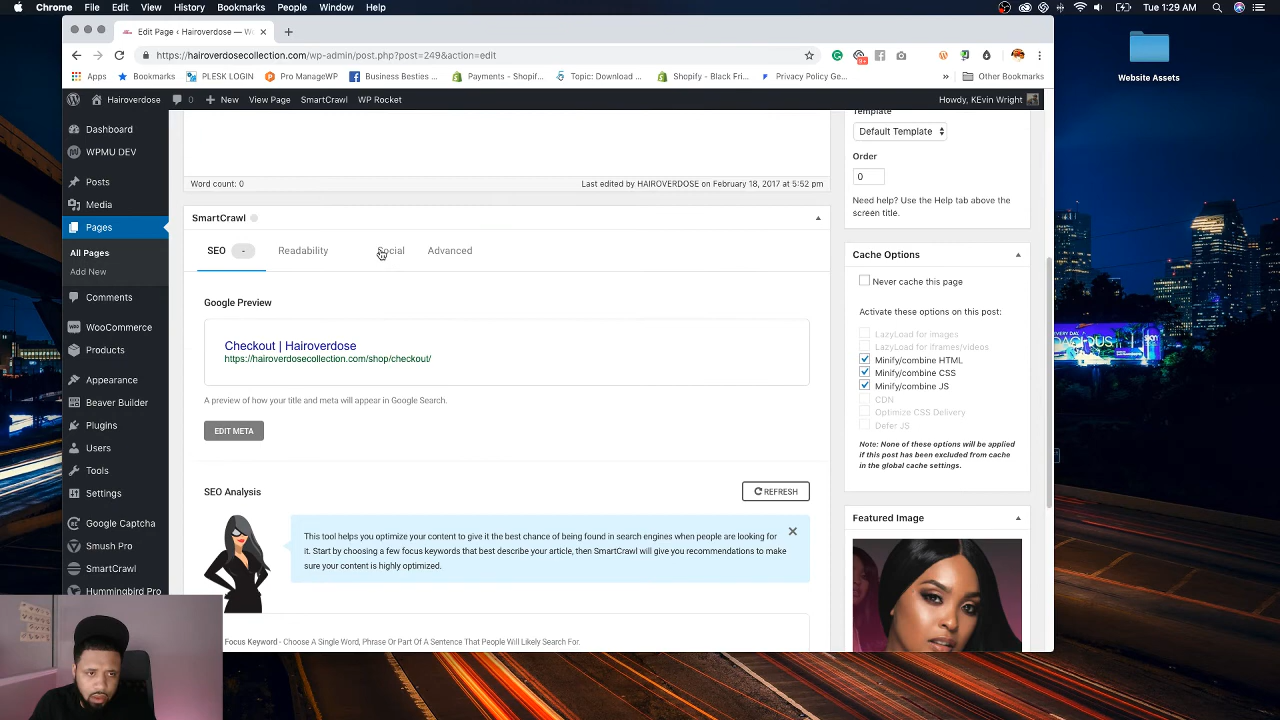 Chrome File Edit View History Bookmarks People Window Help
Tue 1:29 AM
Edit Page ‹ Hairoverdose — W
https://hairoverdosecollection.com/wp-admin/post.php?post=249&action=edit
Apps Bookmarks PLESK LOGIN Pro ManageWP Business Besties ... Payments - Shopif... Topic: Download ... Shopify - Black Fri... Privacy Policy Ge... » Other Bookmarks
Website Assets
Hairoverdose 0 + New View Page SmartCrawl WP Rocket Howdy, KEvin Wright
Dashboard
WPMU DEV
Posts
Media
Pages
All Pages
Add New
Comments
WooCommerce
Products
Appearance
Beaver Builder
Plugins
Users
Tools
Settings
Google Captcha
Smush Pro
SmartCrawl
Hummingbird Pro
Word count: 0
Last edited by HAIROVERDOSE on February 18, 2017 at 5:52 pm
SmartCrawl
SEO - Readability Social Advanced
Google Preview
Checkout | Hairoverdose
https://hairoverdosecollection.com/shop/checkout/
A preview of how your title and meta will appear in Google Search.
EDIT META
SEO Analysis
REFRESH
This tool helps you optimize your content to give it the best chance of being found in search engines when people are looking for
it. Start by choosing a few focus keywords that best describe your article, then SmartCrawl will give you recommendations to make
sure your content is highly optimized.
Focus Keyword - Choose A Single Word, Phrase Or Part Of A Sentence That People Will Likely Search For.
Template
Default Template
Order
0
Need help? Use the Help tab above the
screen title.
Cache Options
Never cache this page
Activate these options on this post:
LazyLoad for images
LazyLoad for iframes/videos
Minify/combine HTML
Minify/combine CSS
Minify/combine JS
CDN
Optimize CSS Delivery
Defer JS
Note: None of these options will be applied
if this post has been excluded from cache
in the global cache settings.
Featured Image